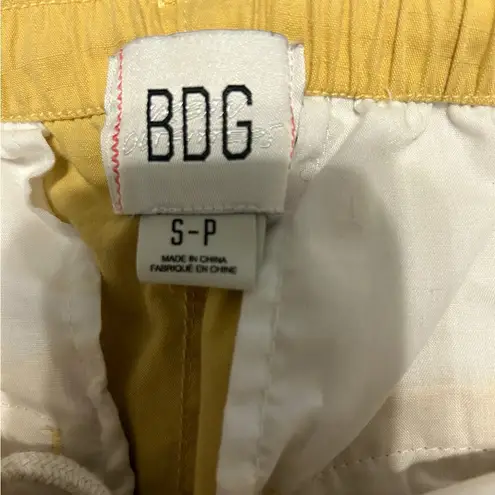 BDG
S-P
MADE IN CHINA
FABRIQUÉ EN CHINE